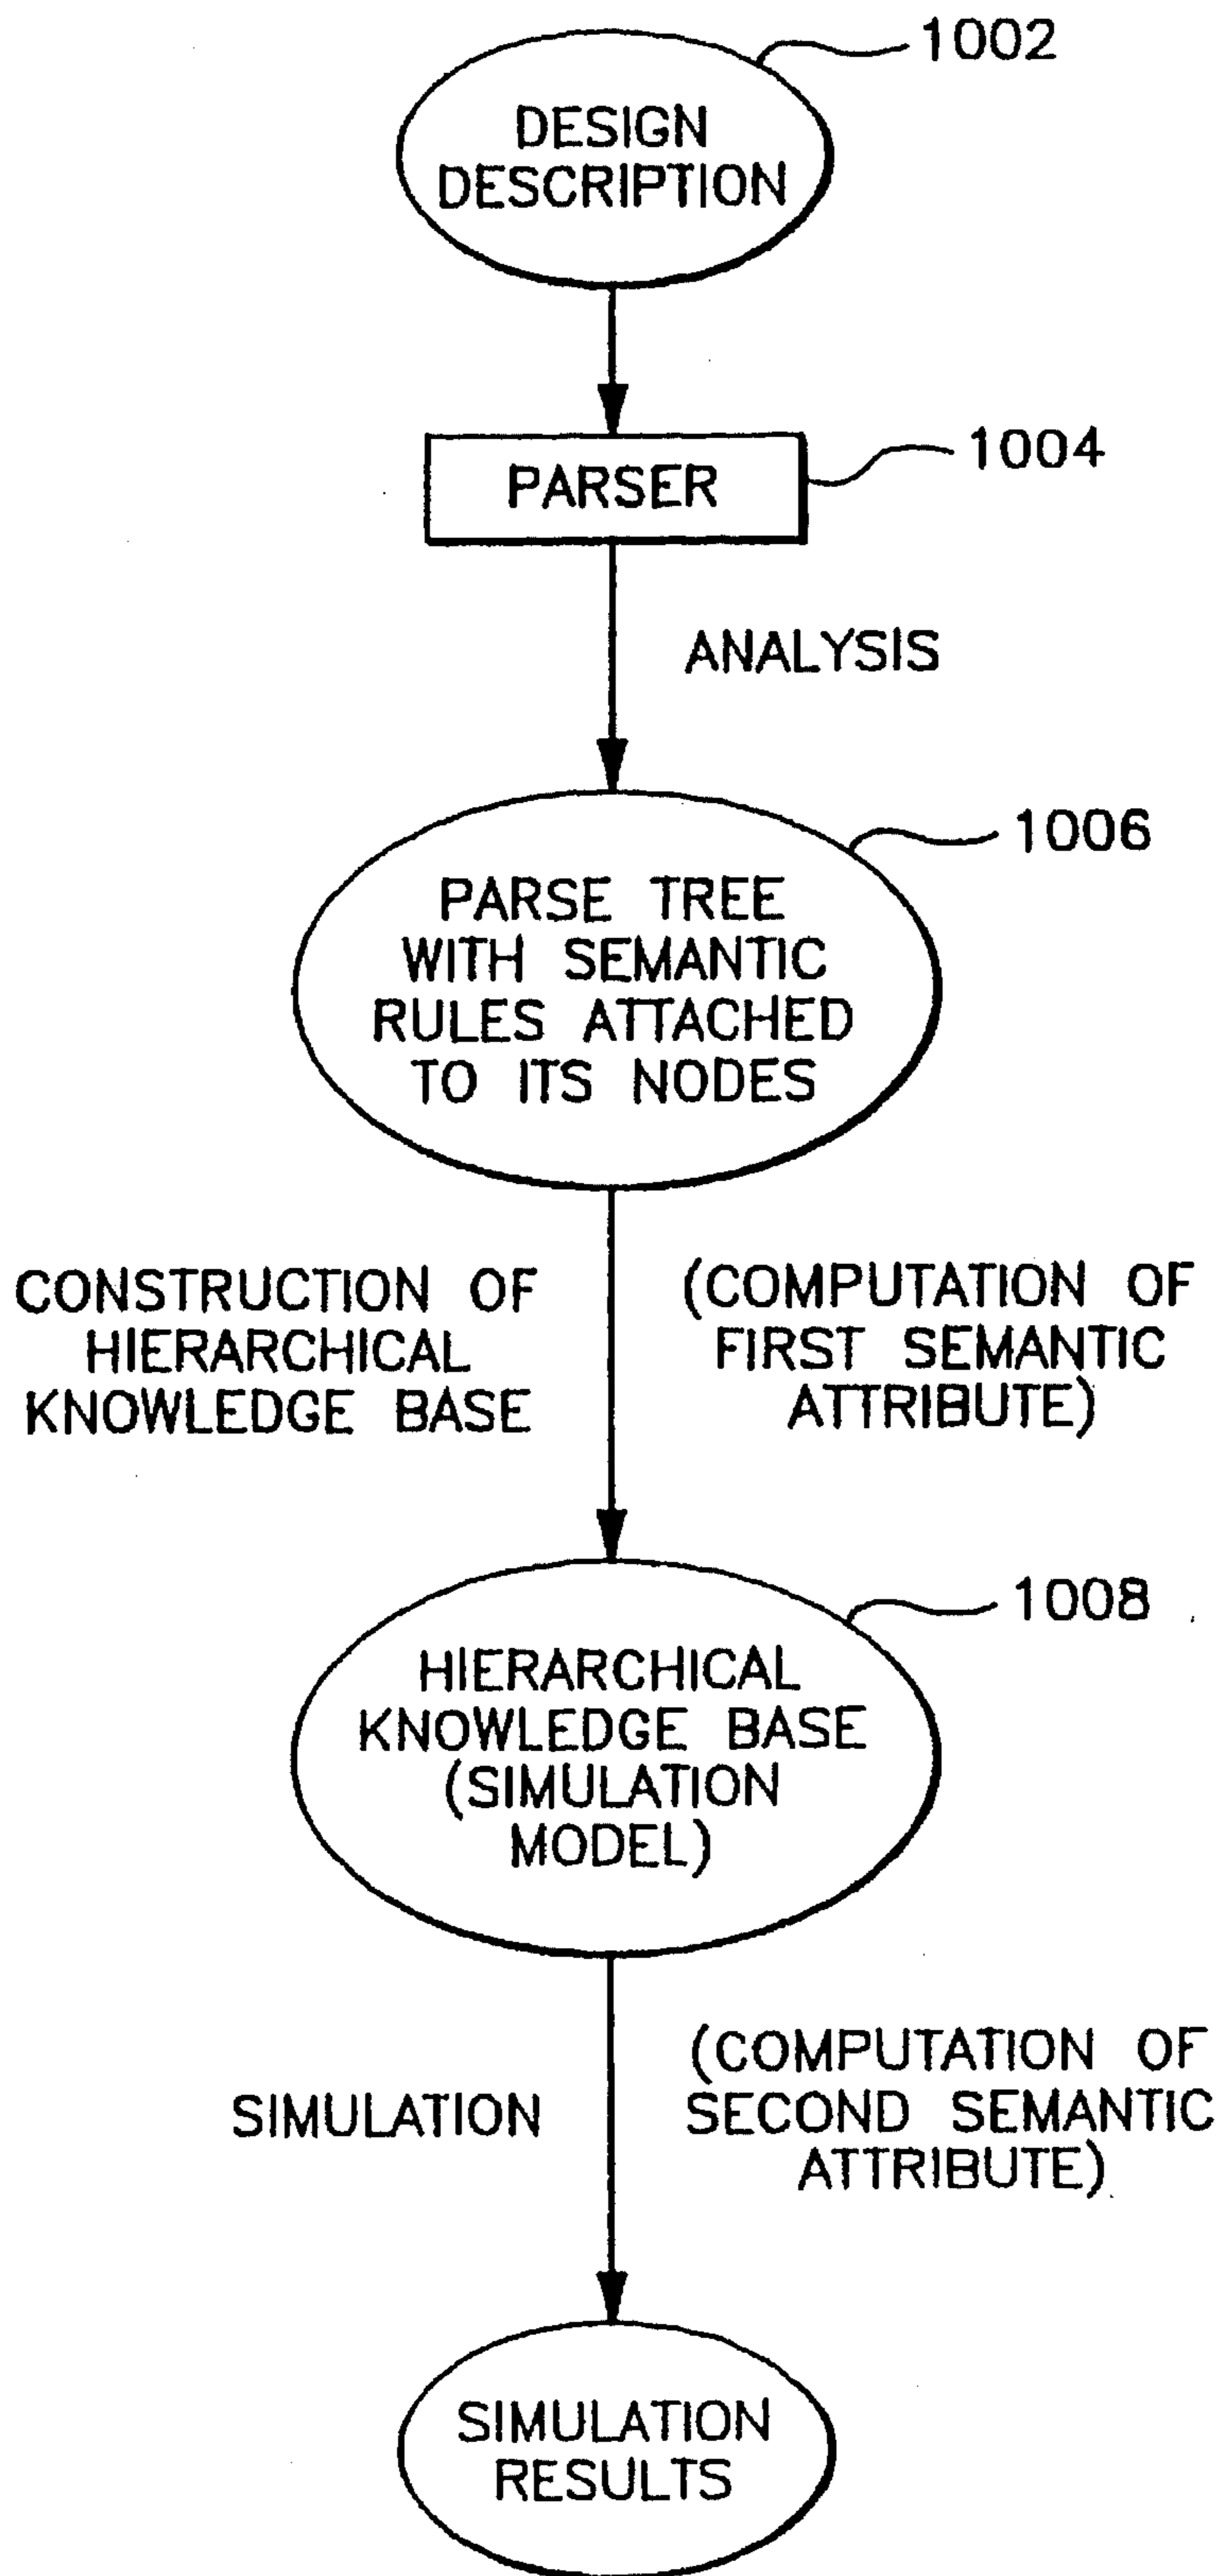 1002
DESIGN
DESCRIPTION
1004
PARSER
ANALYSIS
1006
PARSE TREE
WITH SEMANTIC
RULES ATTACHED
TO ITS NODES
CONSTRUCTION OF
HIERARCHICAL
KNOWLEDGE BASE
(COMPUTATION OF
FIRST SEMANTIC
ATTRIBUTE)
1008
HIERARCHICAL
KNOWLEDGE BASE
(SIMULATION
MODEL)
SIMULATION
(COMPUTATION OF
SECOND SEMANTIC
ATTRIBUTE)
SIMULATION
RESULTS